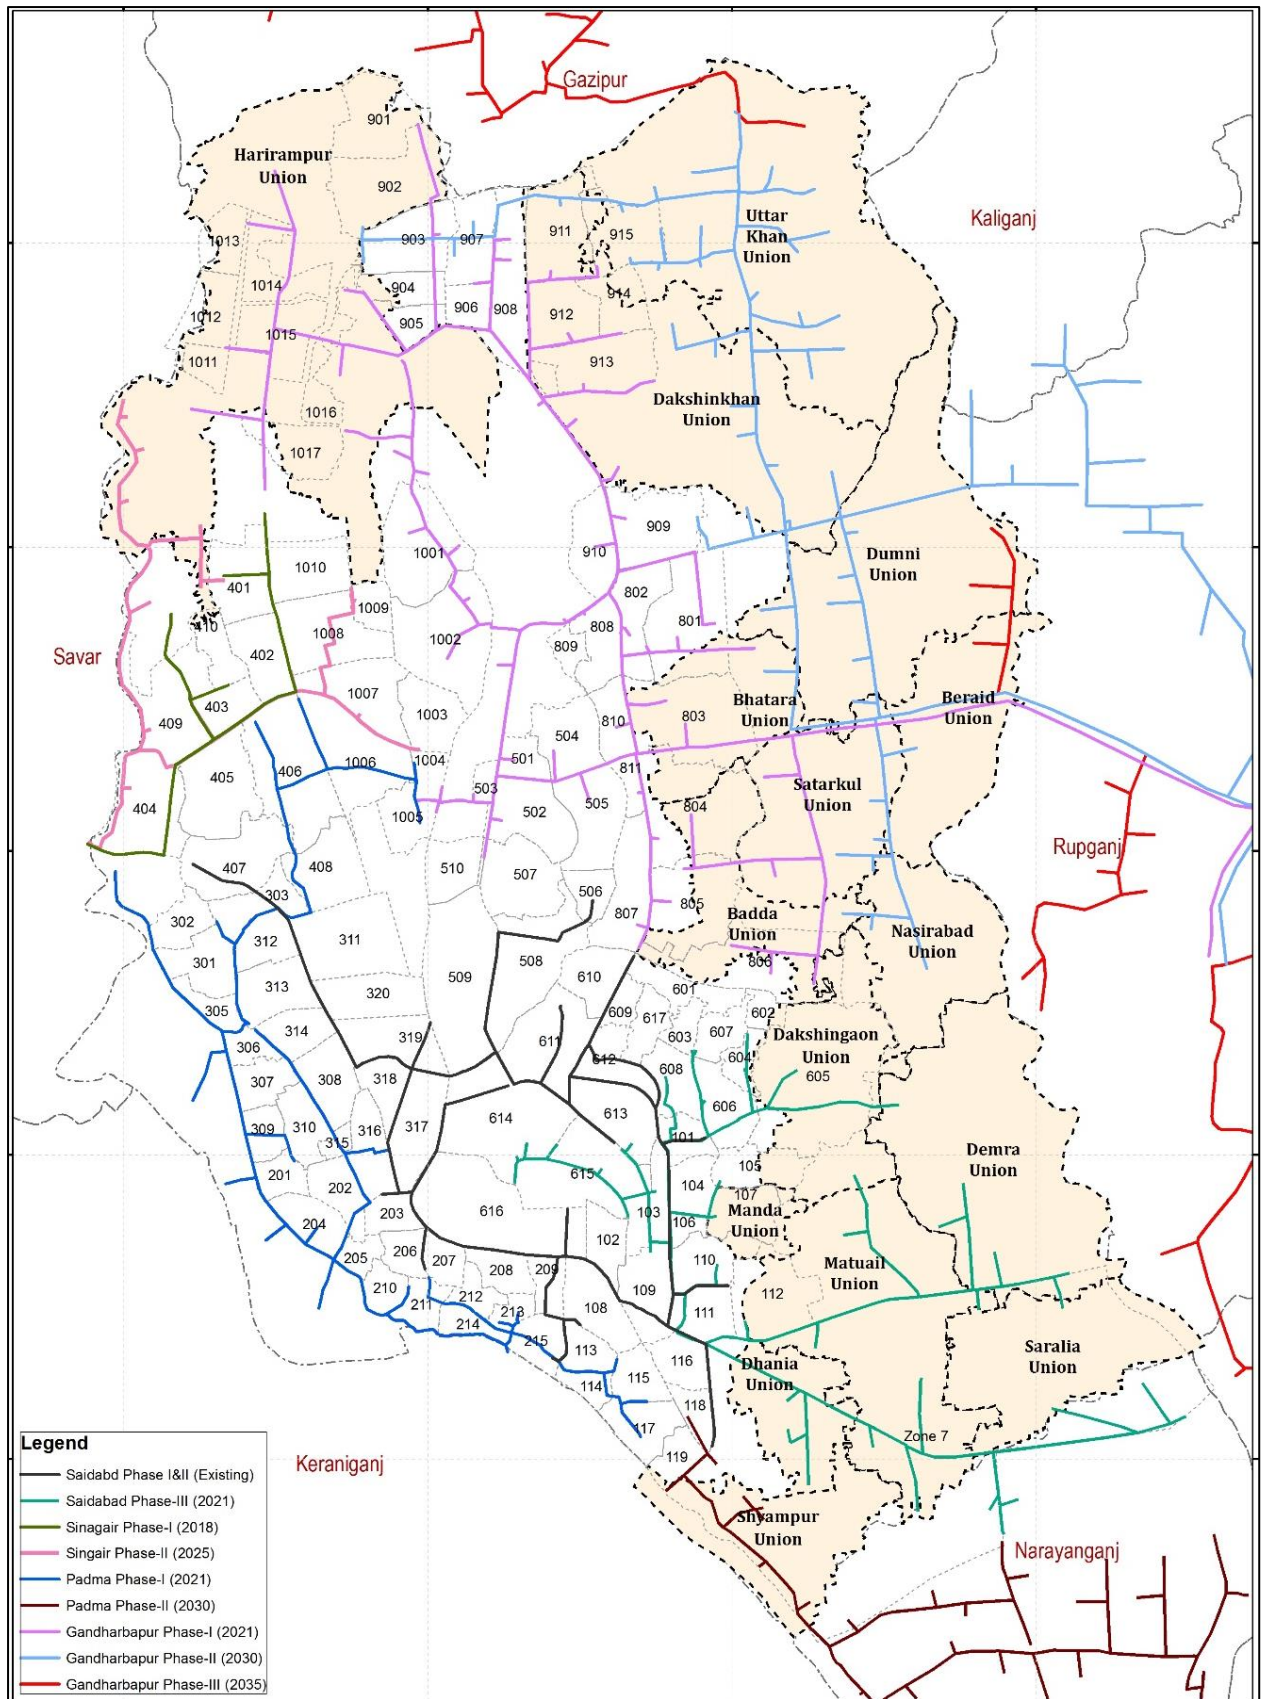 Gazipur
901
Harirampur
Union
902
Uttar
Khan
Union
Kaliganj
1013
903
907
911
915
1014
904
914
1012
906
908
912
905
1015
1011
913
Dakshinkhan
Union
1016
1017
909
1001
910
Dumni
Union
1010
401
802
1009
410
1008
801
808
1002
809
402
Savar
1007
Bhatara
Union
Beraid
Union
403
409
1003
810
803
504
501
1004
1006
811
406
405
503
Satarkul
Union
404
502
505
804
1005
Rupganj
407
408
510
507
303
506
805
807
Badda
Union
302
Nasirabad
Union
312
311
301
508
806
509
610
313
320
601
305
609
617
602
314
319
603
607
Dakshingaon
Union
306
611
612
604
307
308
318
608
605
606
614
613
309
310
316
317
315
101
Demra
Union
105
201
615
202
104
107
203
616
103
106
Manda
Union
204
102
206
205
207
110
208
209
Matuail
Union
210
109
112
212
211
108
213
111
214
215
113
116
Dhania
Union
Saralia
Union
114
115
118
117
Zone 7
119
Keraniganj
Shyampur
Union
Narayanganj
Legend
Saidabd Phase I&II (Existing)
Saidabad Phase-III (2021)
Sinagair Phase-I (2018)
Singair Phase-II (2025)
Padma Phase-I (2021)
Padma Phase-II (2030)
Gandharbapur Phase-I (2021)
Gandharbapur Phase-II (2030)
Gandharbapur Phase-III (2035)